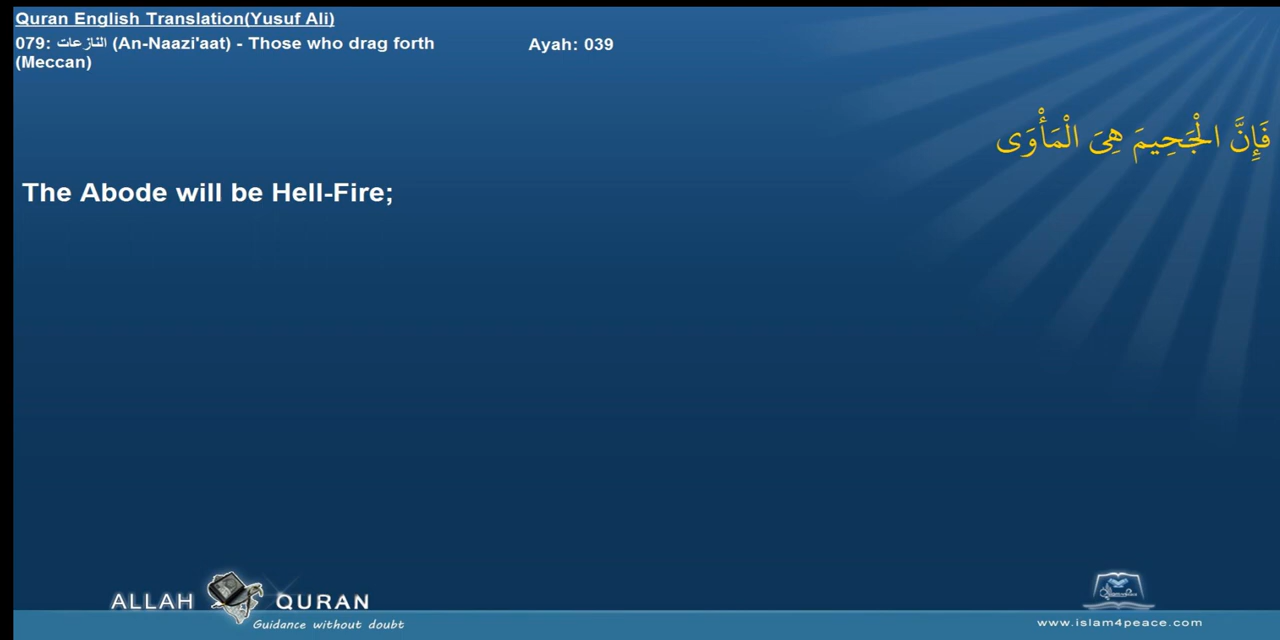 Quran English Translation(Yusuf Ali)
079: النازعات (An-Naazi'aat) - Those who drag forth (Meccan)
Ayah: 039
فَإِنَّ الْجَحِيمَ هِىَ الْمَأْوَى
The Abode will be Hell-Fire;
ALLAH QURAN
Guidance without doubt
www.islam4peace.com